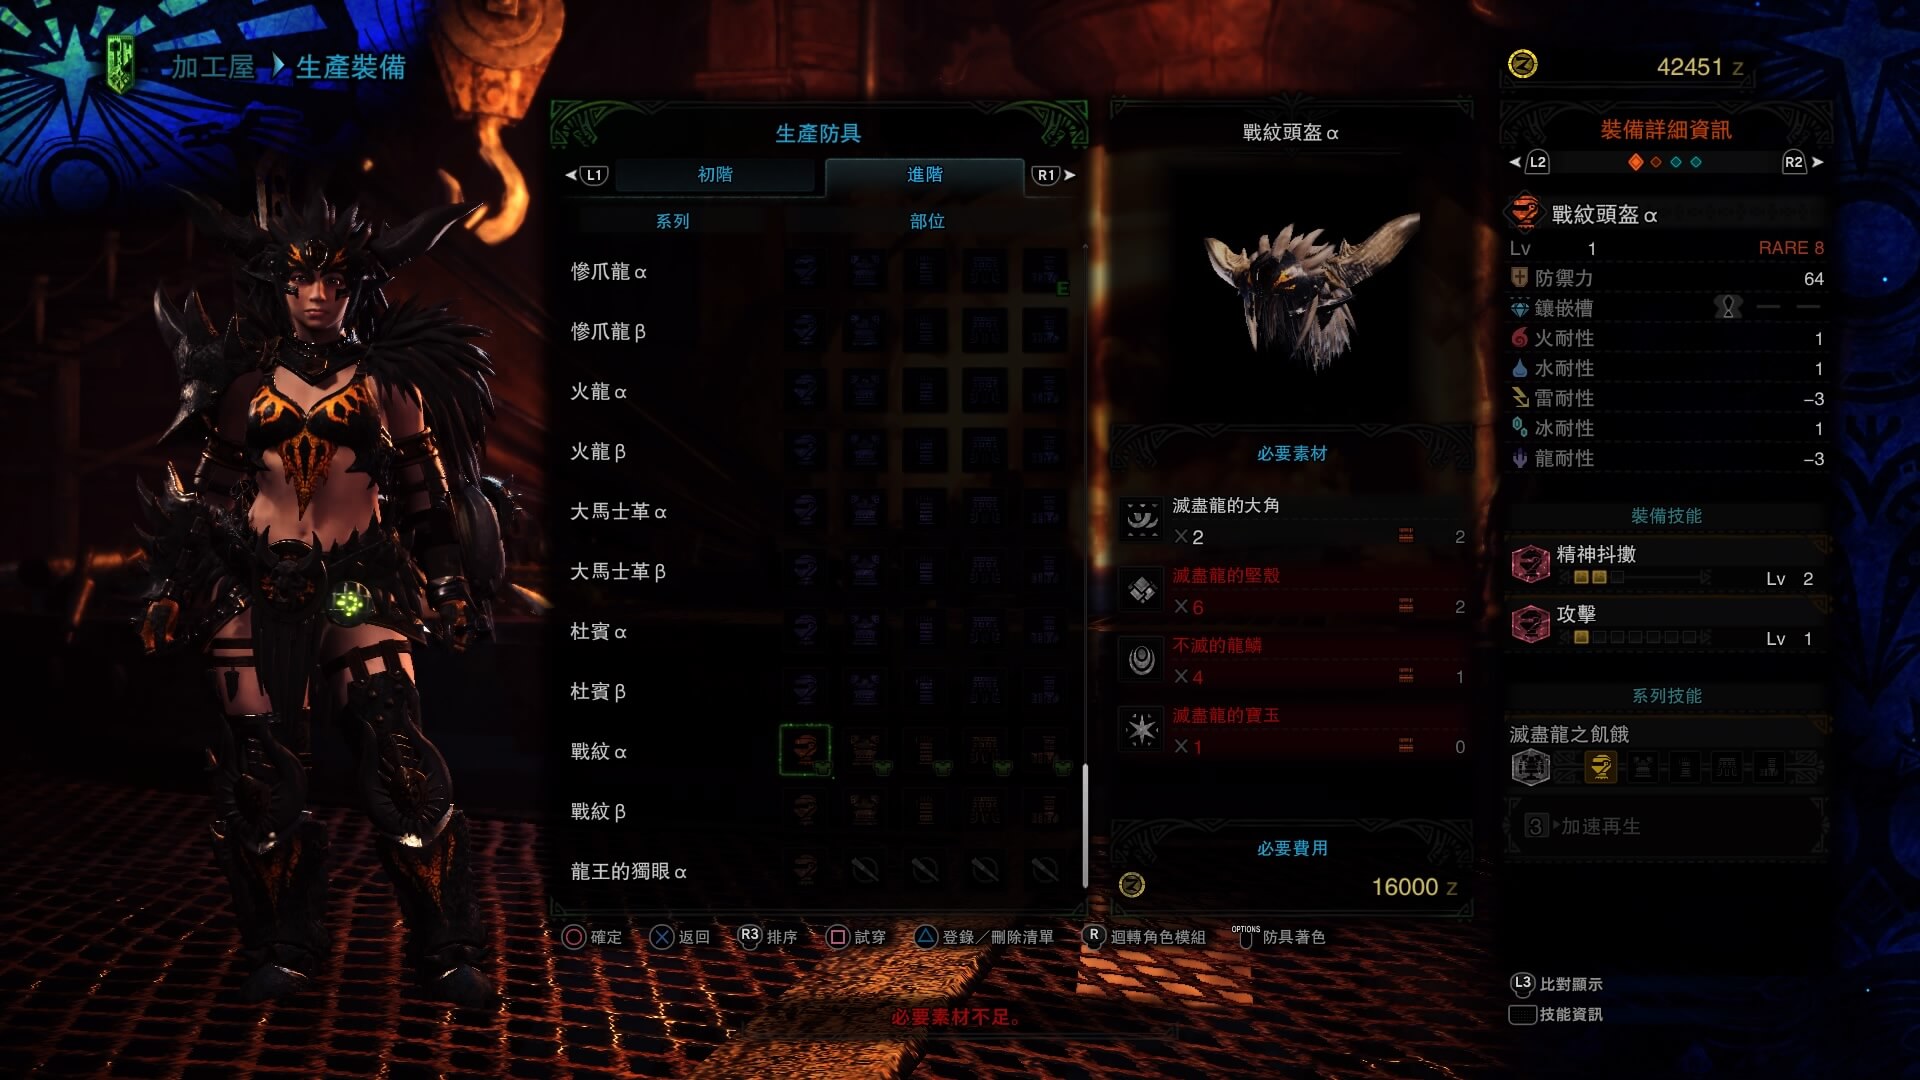 加工屋 生產裝備
42451 z
生產防具
L1 初階 進階 R1
系列 部位
慘爪龍 α
E
慘爪龍 β
火龍 α
火龍 β
大馬士革 α
大馬士革 β
杜賓 α
杜賓 β
戰紋 α
戰紋 β
龍王的獨眼 α
戰紋頭盔 α
必要素材
滅盡龍的大角
×2 2
滅盡龍的堅殼
×6 2
不滅的龍鱗
×4 1
滅盡龍的寶玉
×1 0
必要費用
16000 z
裝備詳細資訊
L2 R2
戰紋頭盔 α
Lv 1 RARE 8
防禦力 64
鑲嵌槽
火耐性 1
水耐性 1
雷耐性 -3
冰耐性 1
龍耐性 -3
裝備技能
精神抖擻
Lv 2
攻擊
Lv 1
系列技能
滅盡龍之飢餓
3 加速再生
確定 返回 R3 排序 試穿 登錄／刪除清單 R 迴轉角色模組 OPTIONS 防具著色
L3 比對顯示
技能資訊
必要素材不足。